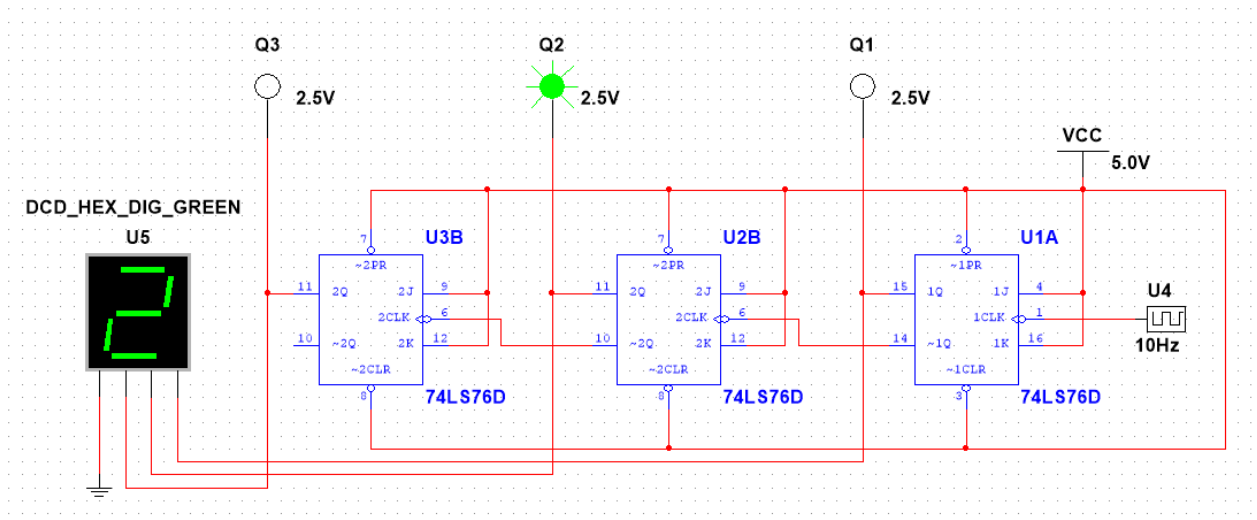 Q3
Q2
Q1
2.5V
2.5V
2.5V
VCC
5.0V
DCD_HEX_DIG_GREEN
U5
2
7
U3B
~2PR
11
2Q
2J
9
2CLK
6
10
~2Q
2K
12
~2CLR
8
74LS76D
7
U2B
~2PR
11
2Q
2J
9
2CLK
6
10
~2Q
2K
12
~2CLR
8
74LS76D
2
U1A
~1PR
15
1Q
1J
4
1CLK
1
14
~1Q
1K
16
~1CLR
3
74LS76D
U4
10Hz